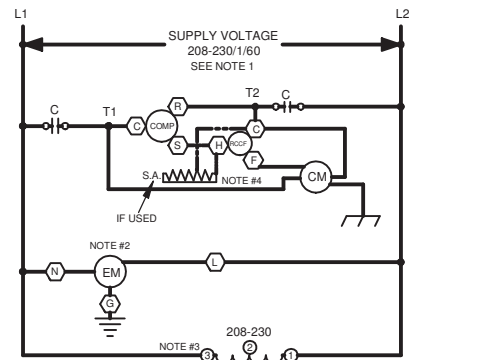 L1 L2
SUPPLY VOLTAGE
208-230/1/60
SEE NOTE 1
T2 C
C T1 R
C COMP C
S H RCCF
F
S.A. NOTE #4 CM
IF USED
NOTE #2
N EM L
G
208-230
NOTE #3 3 2 1